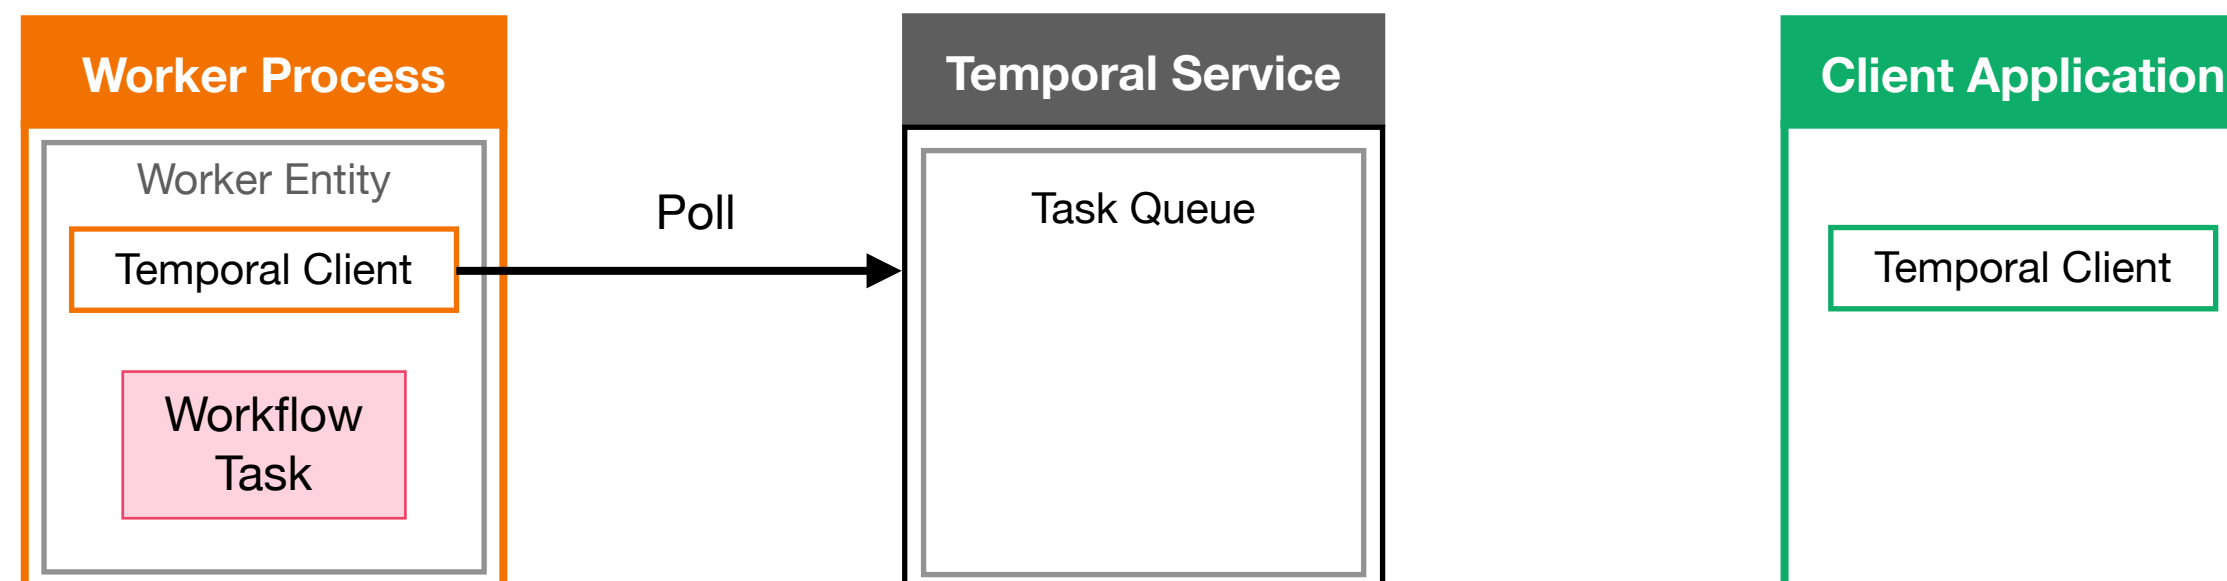 Worker Process
Worker Entity
Temporal Client
Workflow
Task
Poll
Temporal Service
Task Queue
Client Application
Temporal Client